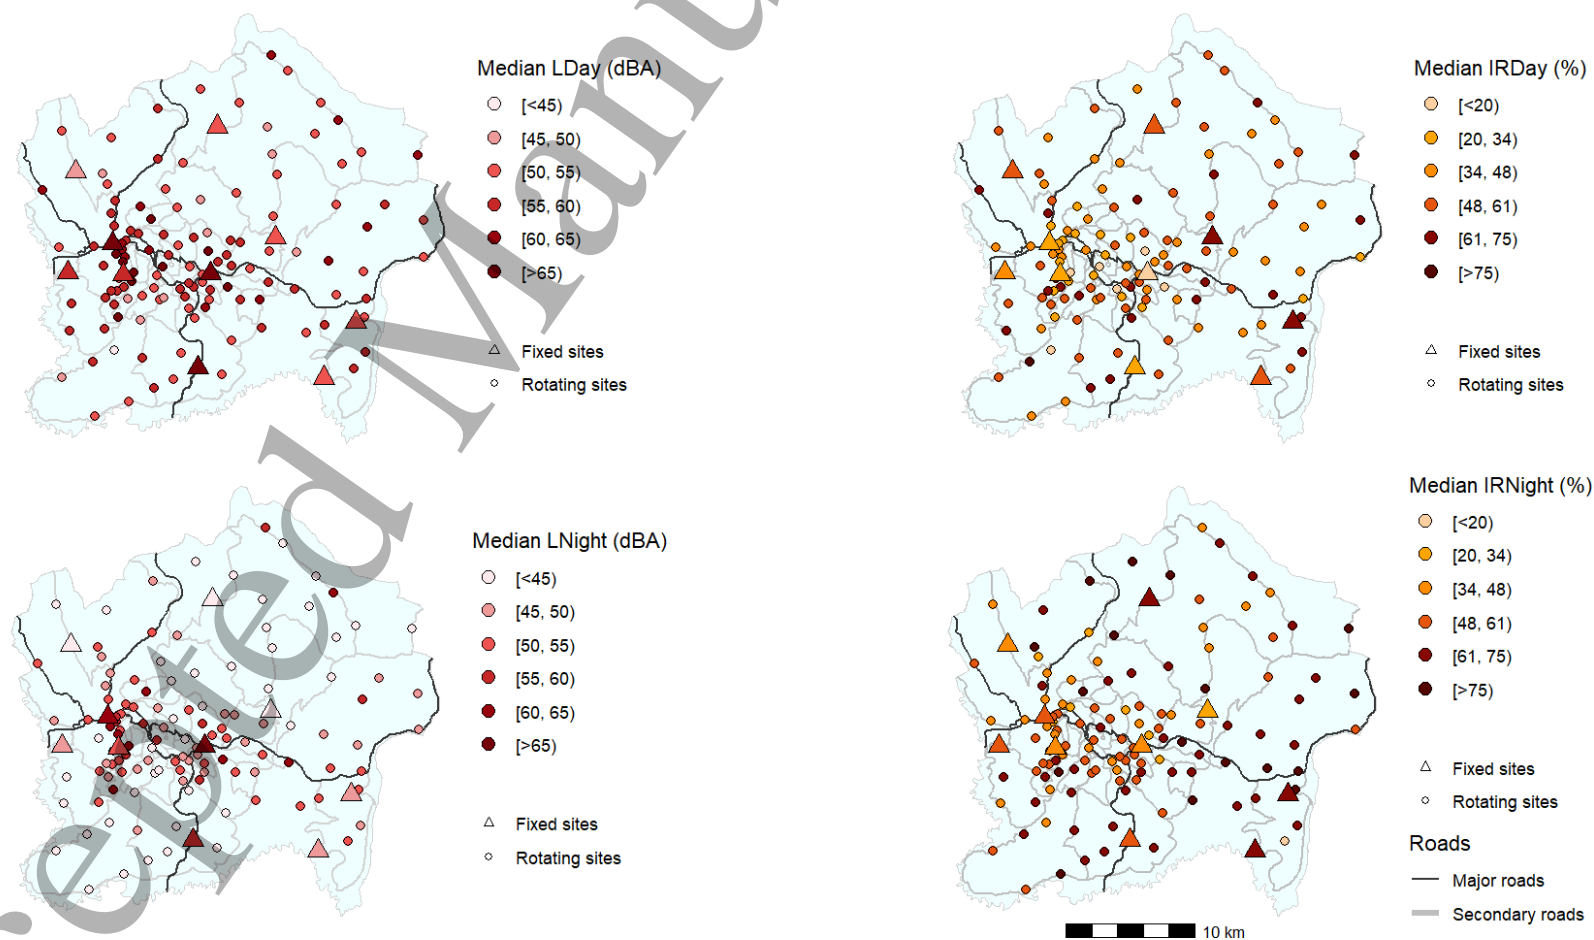 Median LDay (dBA)
[<45)
[45, 50)
[50, 55)
[55, 60)
[60, 65)
[>65)
Fixed sites
Rotating sites
Median IRDay (%)
[<20)
[20, 34)
[34, 48)
[48, 61)
[61, 75)
[>75)
Fixed sites
Rotating sites
Median LNight (dBA)
[<45)
[45, 50)
[50, 55)
[55, 60)
[60, 65)
[>65)
Fixed sites
Rotating sites
Median IRNight (%)
[<20)
[20, 34)
[34, 48)
[48, 61)
[61, 75)
[>75)
Fixed sites
Rotating sites
Roads
Major roads
Secondary roads
10 km
epted Manu